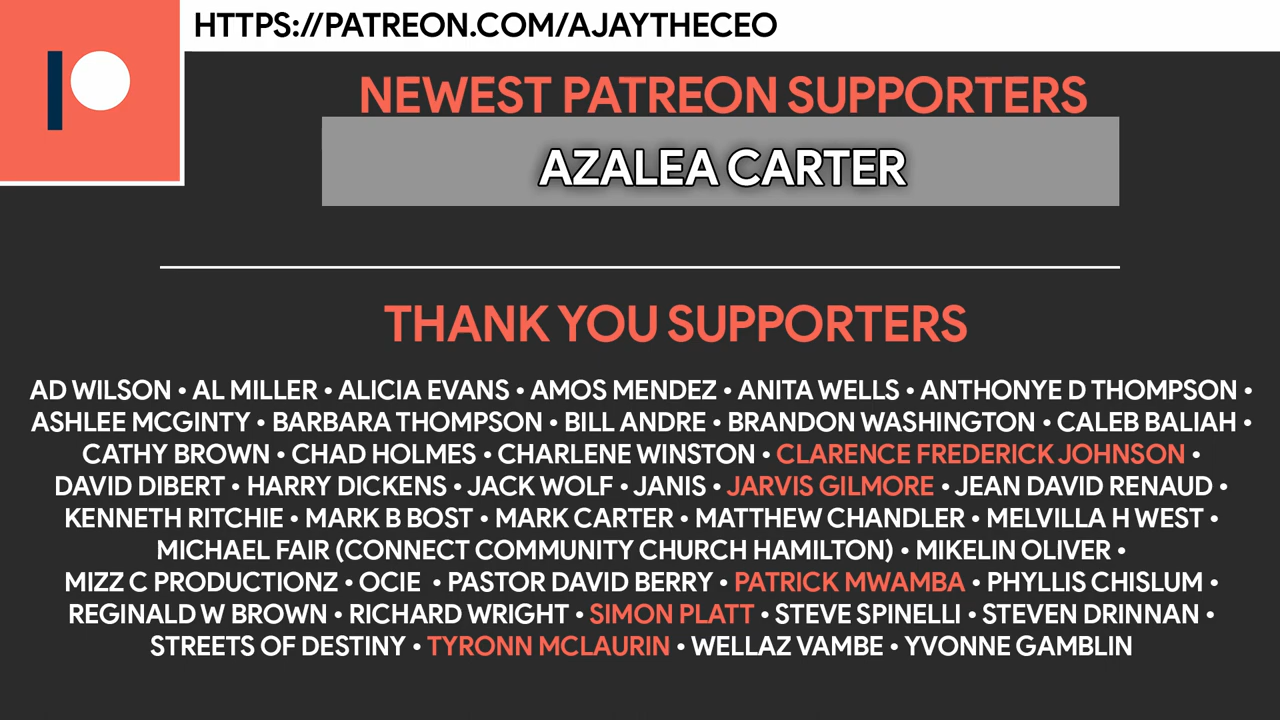 HTTPS://PATREON.COM/AJAYTHECEO
NEWEST PATREON SUPPORTERS
AZALEA CARTER
THANK YOU SUPPORTERS
AD WILSON • AL MILLER • ALICIA EVANS • AMOS MENDEZ • ANITA WELLS • ANTHONYE D THOMPSON •
ASHLEE MCGINTY • BARBARA THOMPSON • BILL ANDRE • BRANDON WASHINGTON • CALEB BALIAH •
CATHY BROWN • CHAD HOLMES • CHARLENE WINSTON • CLARENCE FREDERICK JOHNSON •
DAVID DIBERT • HARRY DICKENS • JACK WOLF • JANIS • JARVIS GILMORE • JEAN DAVID RENAUD •
KENNETH RITCHIE • MARK B BOST • MARK CARTER • MATTHEW CHANDLER • MELVILLA H WEST •
MICHAEL FAIR (CONNECT COMMUNITY CHURCH HAMILTON) • MIKELIN OLIVER •
MIZZ C PRODUCTIONZ • OCIE • PASTOR DAVID BERRY • PATRICK MWAMBA • PHYLLIS CHISLUM •
REGINALD W BROWN • RICHARD WRIGHT • SIMON PLATT • STEVE SPINELLI • STEVEN DRINNAN •
STREETS OF DESTINY • TYRONN MCLAURIN • WELLAZ VAMBE • YVONNE GAMBLIN